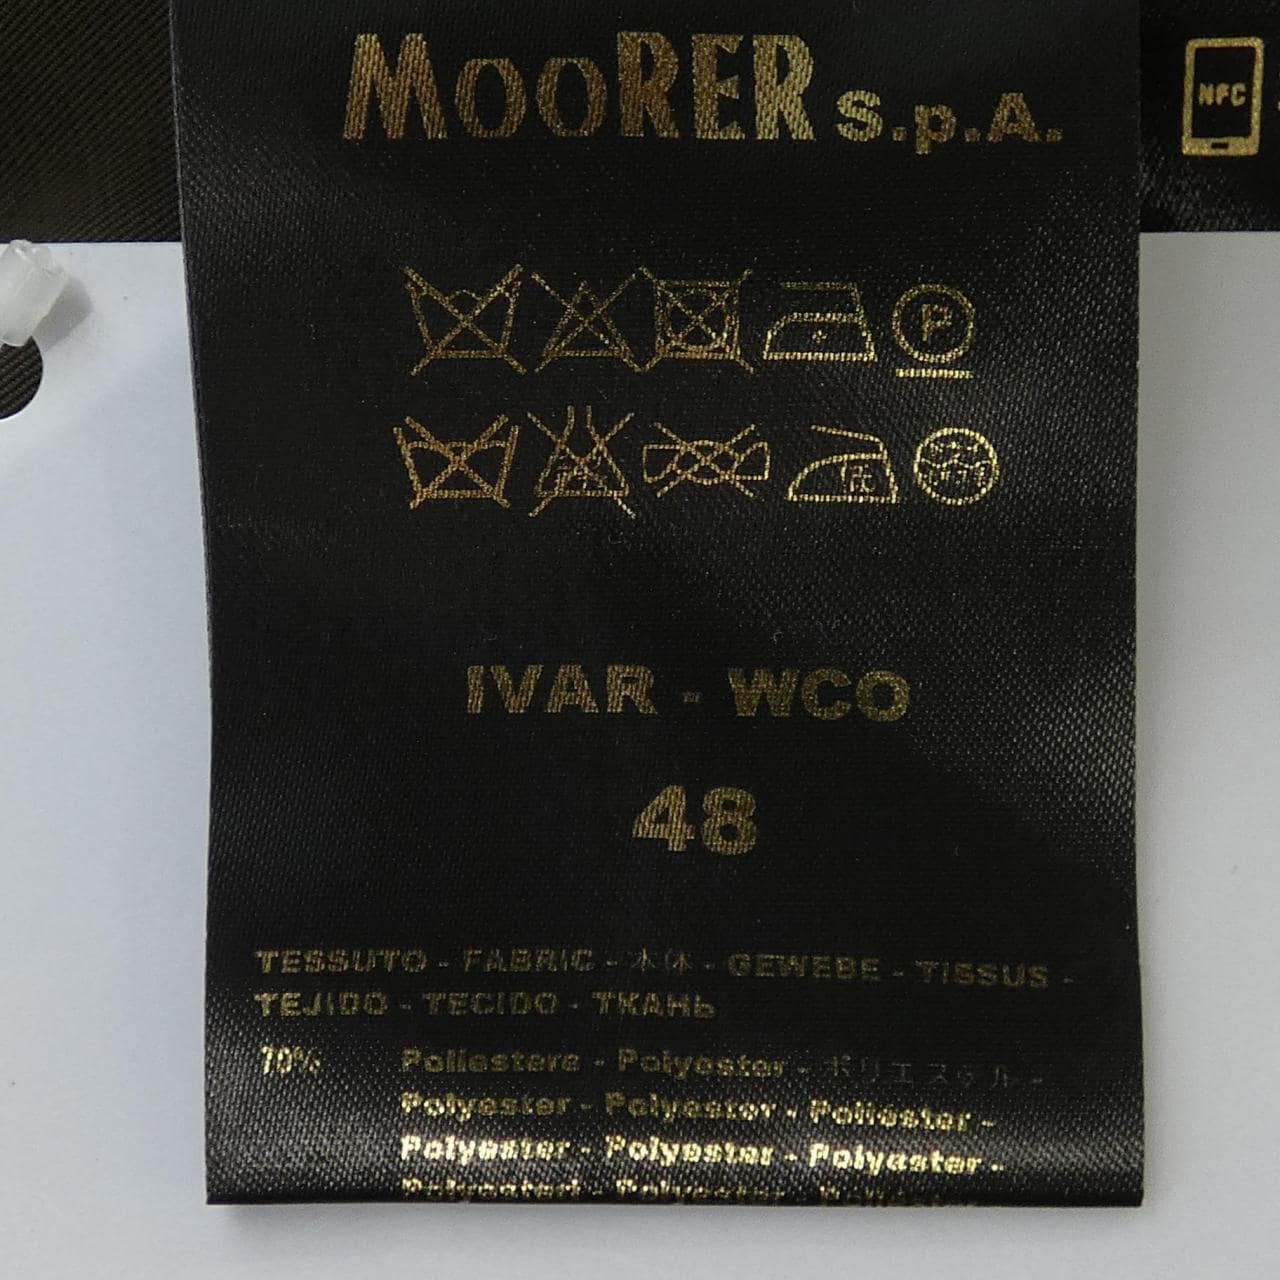 MOORER S.p.A.
NFC
P
IVAR - WCO
48
TESSUTO - FABRIC - 本体 - GEWEBE - TISSUS -
TEJIDO - TECIDO - ТКАНЬ
70% Poliestere - Polyester - ポリエステル -
Polyester - Polyester - Poliester -
Polyester - Polyester - Polyester -